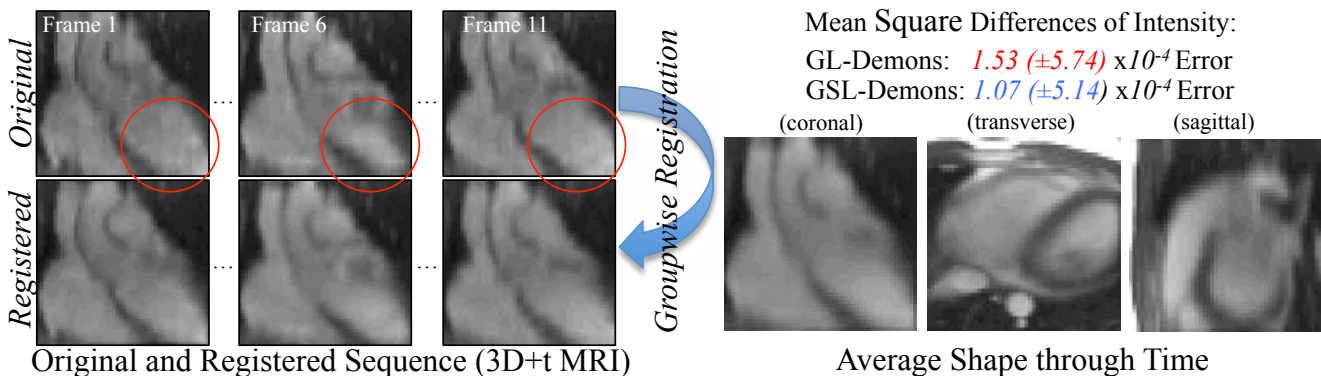 Frame 1
Frame 6
Frame 11
Original
...
...
Registered
...
...
Groupwise Registration
Original and Registered Sequence (3D+t MRI)
Mean Square Differences of Intensity:
GL-Demons: 1.53 (±5.74) x10⁻⁴ Error
GSL-Demons: 1.07 (±5.14) x10⁻⁴ Error
(coronal)
(transverse)
(sagittal)
Average Shape through Time